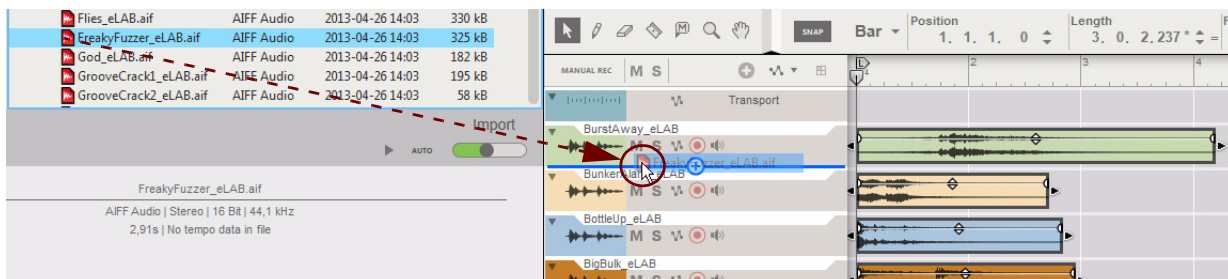 Flies_eLAB.aif AIFF Audio 2013-04-26 14:03 330 kB
FreakyFuzzer_eLAB.aif AIFF Audio 2013-04-26 14:03 325 kB
God_eLAB.aif AIFF Audio 2013-04-26 14:03 182 kB
GrooveCrack1_eLAB.aif AIFF Audio 2013-04-26 14:03 195 kB
GrooveCrack2_eLAB.aif AIFF Audio 2013-04-26 14:03 58 kB
Import
AUTO
FreakyFuzzer_eLAB.aif
AIFF Audio | Stereo | 16 Bit | 44,1 kHz
2,91s | No tempo data in file
M
SNAP
Bar
Position
1. 1. 1. 0
Length
3. 0. 2.237 * =
MANUAL REC M S
L
2
3
4
Transport
BurstAway_eLAB
M S
FreakyFuzzer_eLAB.aif
BunkerAlarm_eLAB
M S
BottleUp_eLAB
M S
BigBulk_eLAB
M S